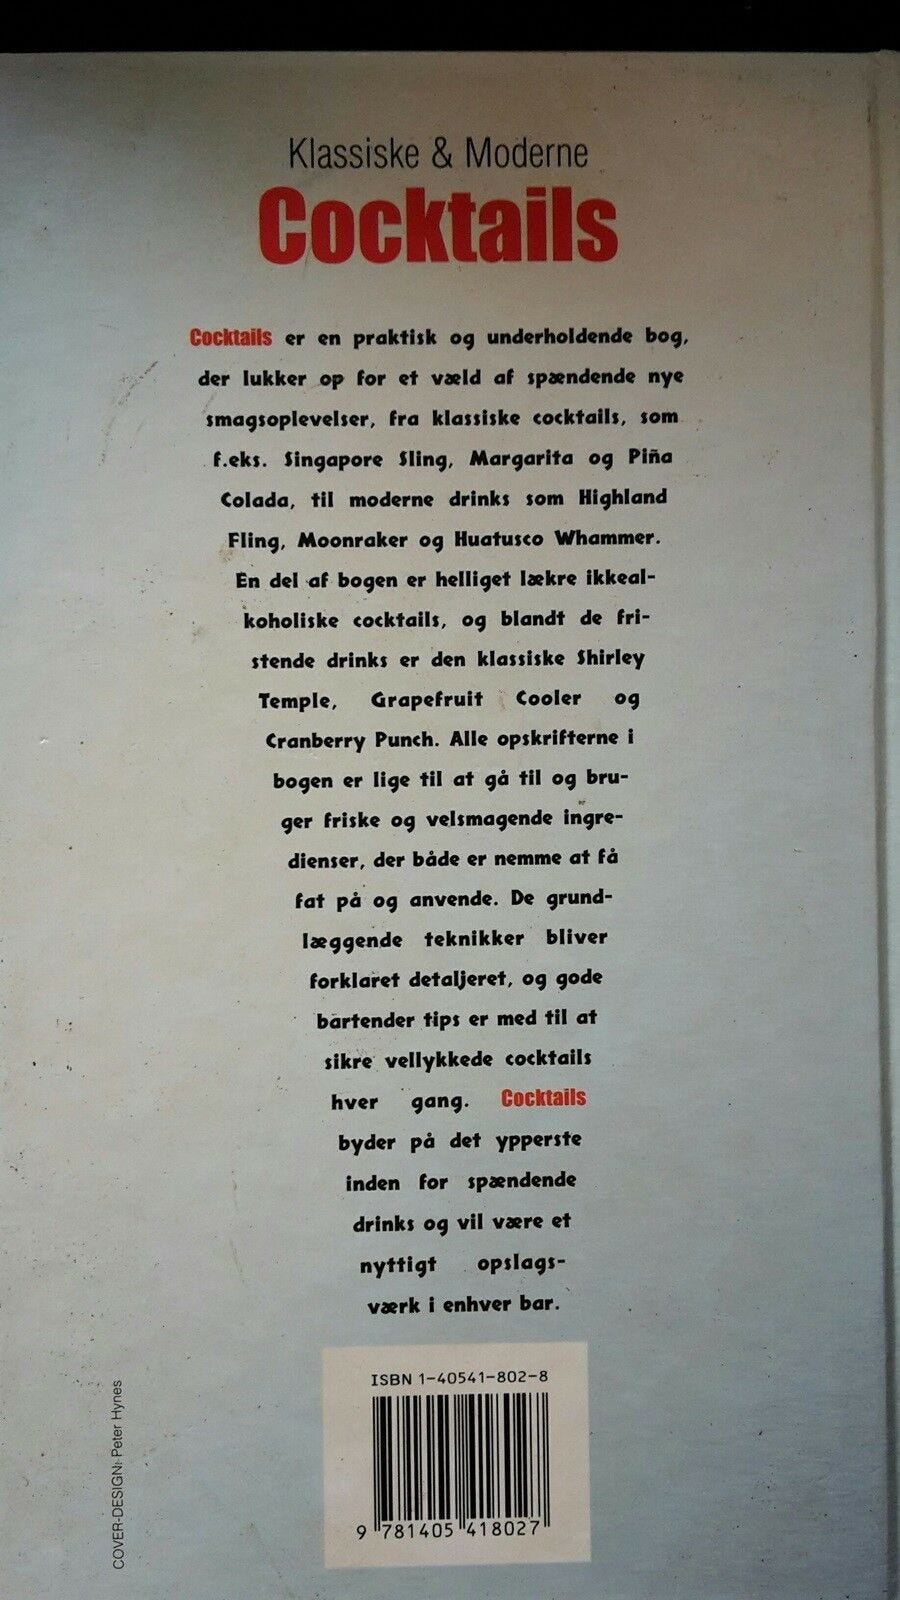 Klassiske & Moderne
Cocktails
Cocktails er en praktisk og underholdende bog,
der lukker op for et væld af spændende nye
smagsoplevelser, fra klassiske cocktails, som
f.eks. Singapore Sling, Margarita og Piña
Colada, til moderne drinks som Highland
Fling, Moonraker og Huatusco Whammer.
En del af bogen er helliget lækre ikkeal-
koholiske cocktails, og blandt de fri-
stende drinks er den klassiske Shirley
Temple, Grapefruit Cooler og
Cranberry Punch. Alle opskrifterne i
bogen er lige til at gå til og bru-
ger friske og velsmagende ingre-
dienser, der både er nemme at få
fat på og anvende. De grund-
læggende teknikker bliver
forklaret detaljeret, og gode
bartender tips er med til at
sikre vellykkede cocktails
hver gang. Cocktails
byder på det ypperste
inden for spændende
drinks og vil være et
nyttigt opslags-
værk i enhver bar.
ISBN 1-40541-802-8
9 781405 418027
COVER-DESIGN: Peter Hynes